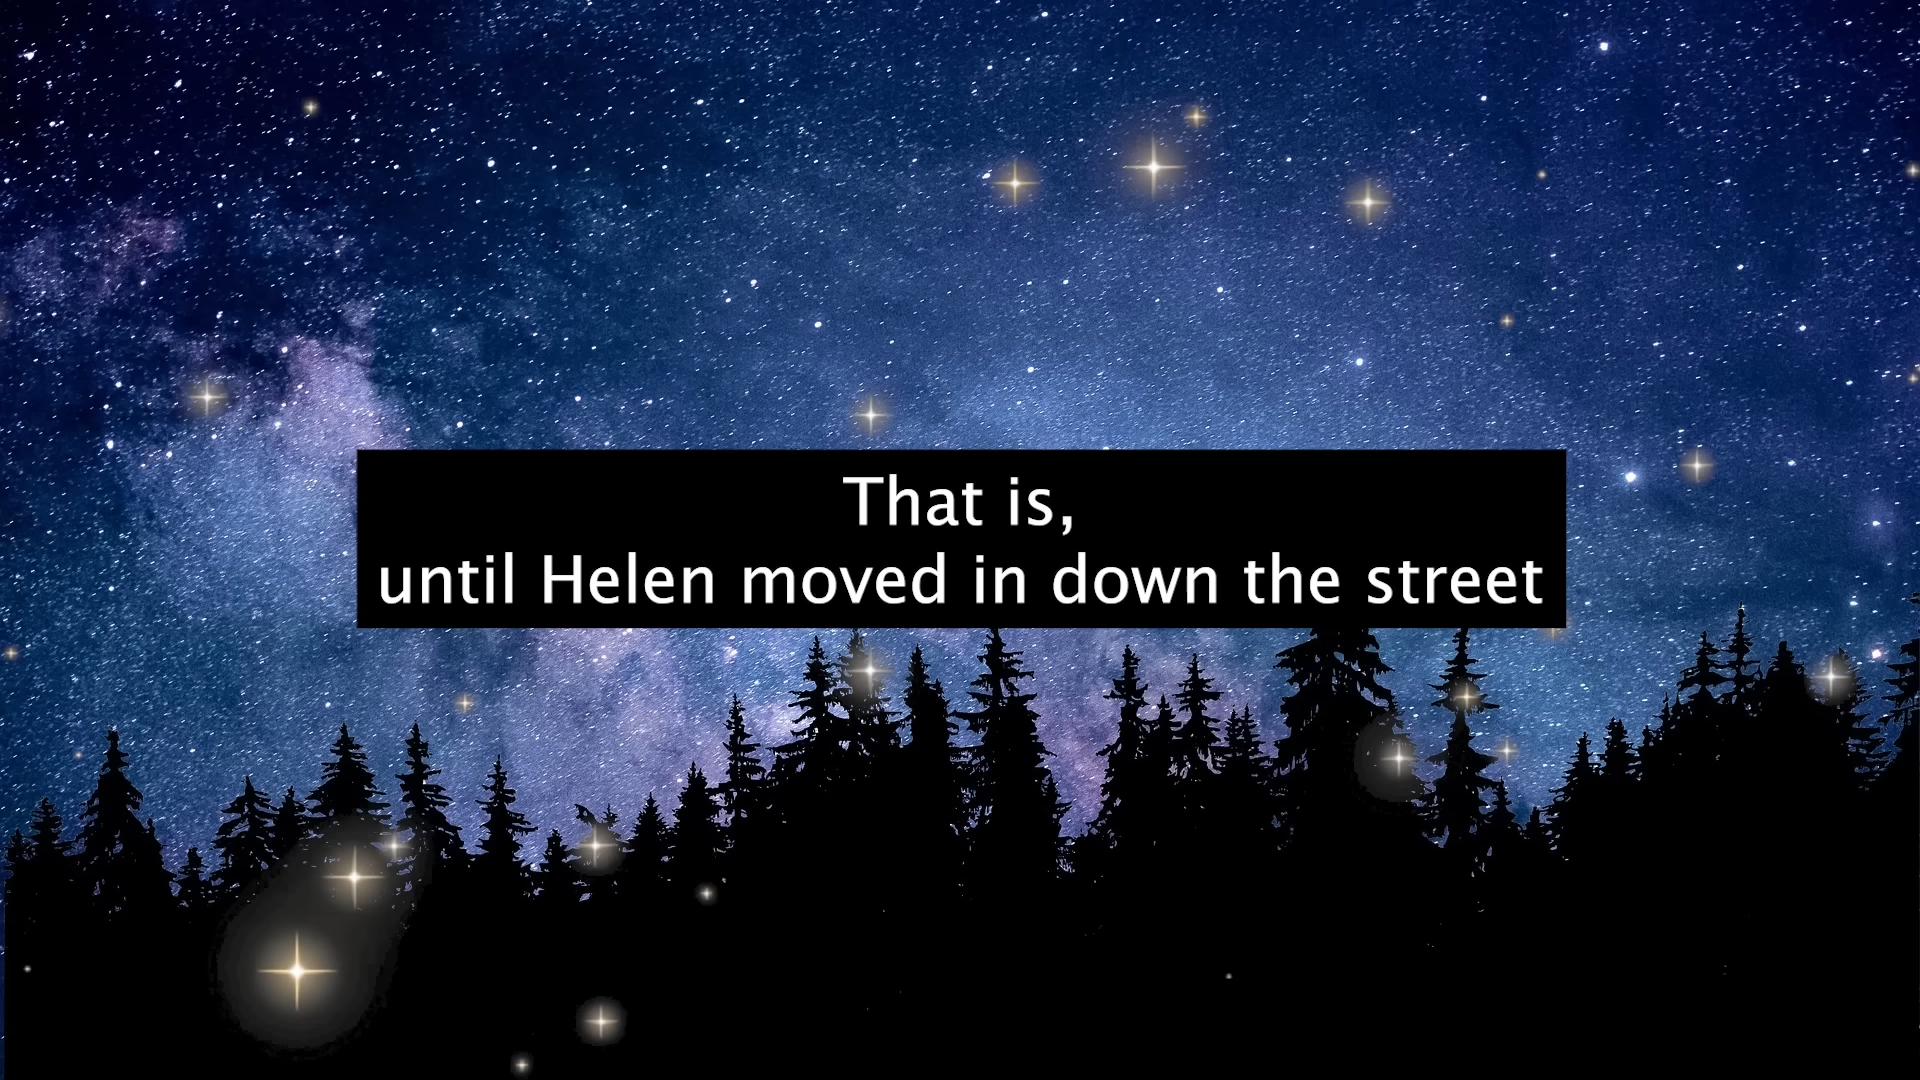 That is,
until Helen moved in down the street